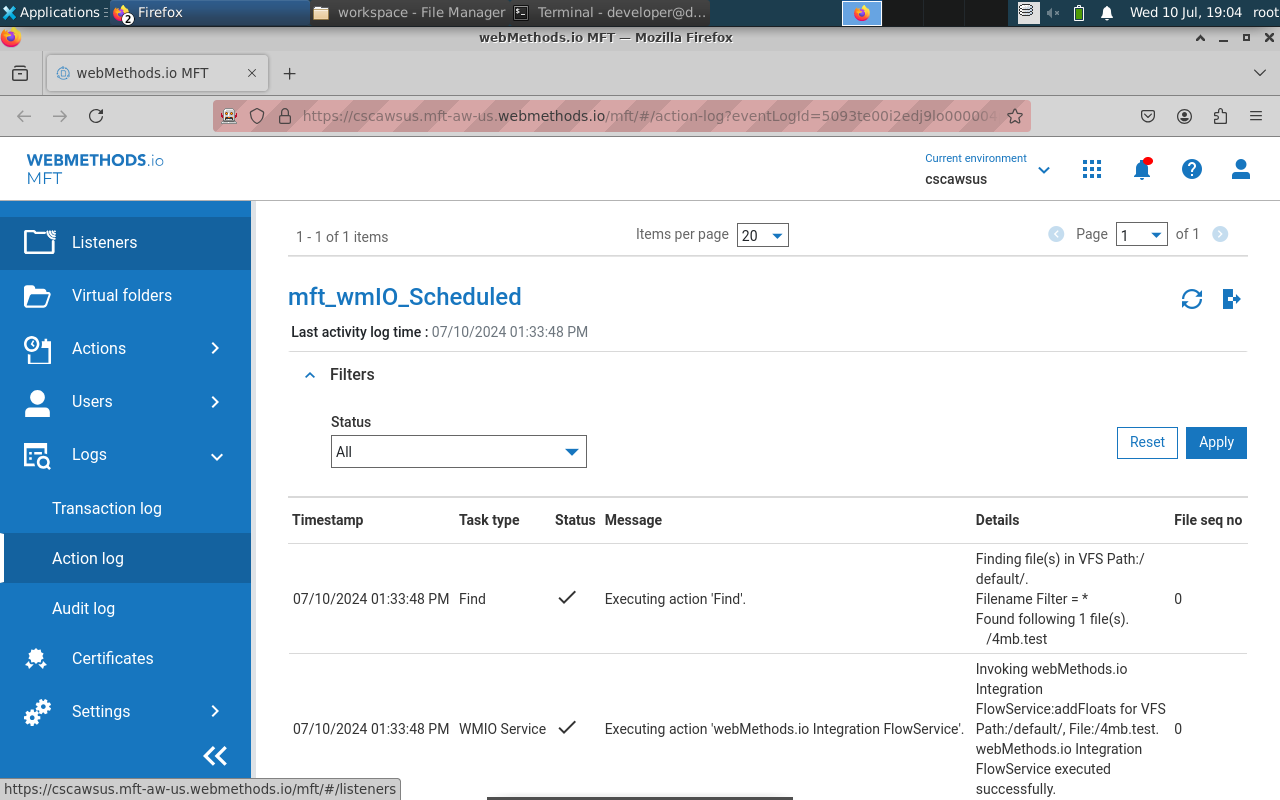 Applications
2
Firefox
workspace - File Manager
Terminal - developer@d...
Wed 10 Jul, 19:04
root
webMethods.io MFT — Mozilla Firefox
webMethods.io MFT
https://cscawsus.mft-aw-us.webmethods.io/mft/#/action-log?eventLogId=5093te00i2edj9lo000004
WEBMETHODS.io
MFT
Current environment
cscawsus
Listeners
Virtual folders
Actions
Users
Logs
Transaction log
Action log
Audit log
Certificates
Settings
1 - 1 of 1 items
Items per page
20
Page
1
of 1
mft_wmIO_Scheduled
Last activity log time : 07/10/2024 01:33:48 PM
Filters
Status
All
Reset
Apply
Timestamp Task type Status Message Details File seq no
07/10/2024 01:33:48 PM Find Executing action 'Find'.
Finding file(s) in VFS Path:/
default/.
Filename Filter = *
Found following 1 file(s).
/4mb.test
0
07/10/2024 01:33:48 PM WMIO Service Executing action 'webMethods.io Integration FlowService'.
Invoking webMethods.io
Integration
FlowService:addFloats for VFS
Path:/default/, File:/4mb.test.
webMethods.io Integration
FlowService executed
successfully.
0
https://cscawsus.mft-aw-us.webmethods.io/mft/#/listeners